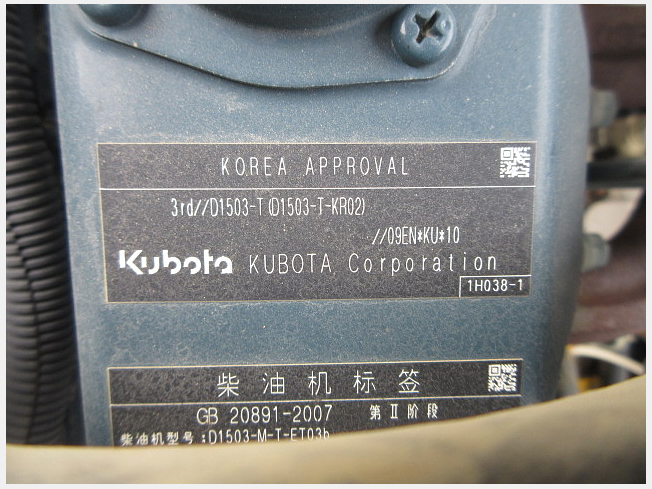 KOREA APPROVAL
3rd//D1503-T(D1503-T-KR02)
//09EN*KU*10
Kubota KUBOTA Corporation
1H038-1
柴油机标签
GB 20891-2007 第Ⅱ阶段
柴油机型号:D1503-M-T-ET03b